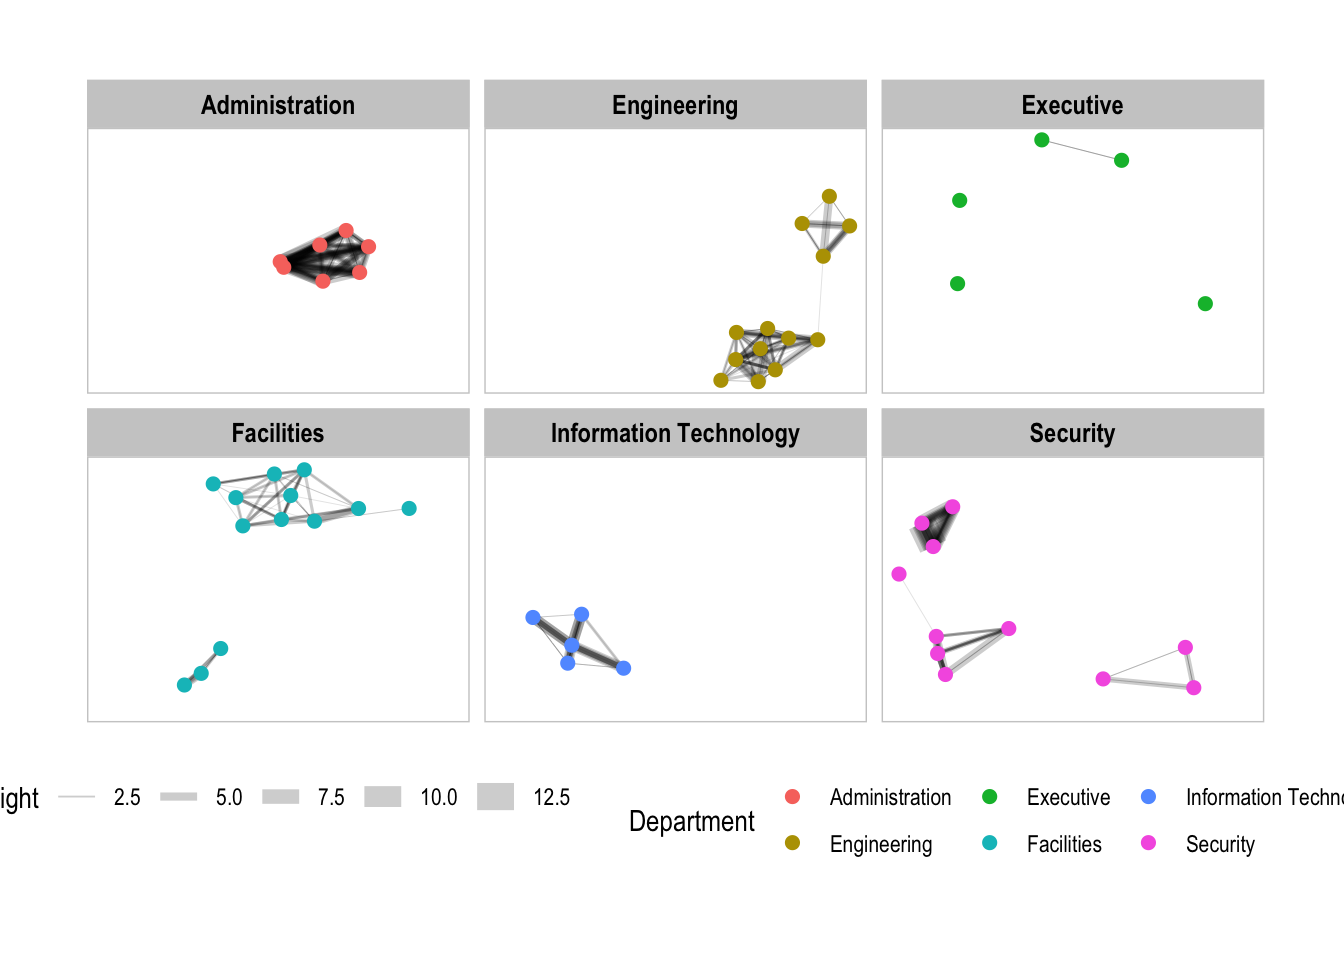 Administration
Engineering
Executive
Facilities
Information Technology
Security
2.5
5.0
7.5
10.0
12.5
Department
Administration
Executive
Information
Engineering
Facilities
Security